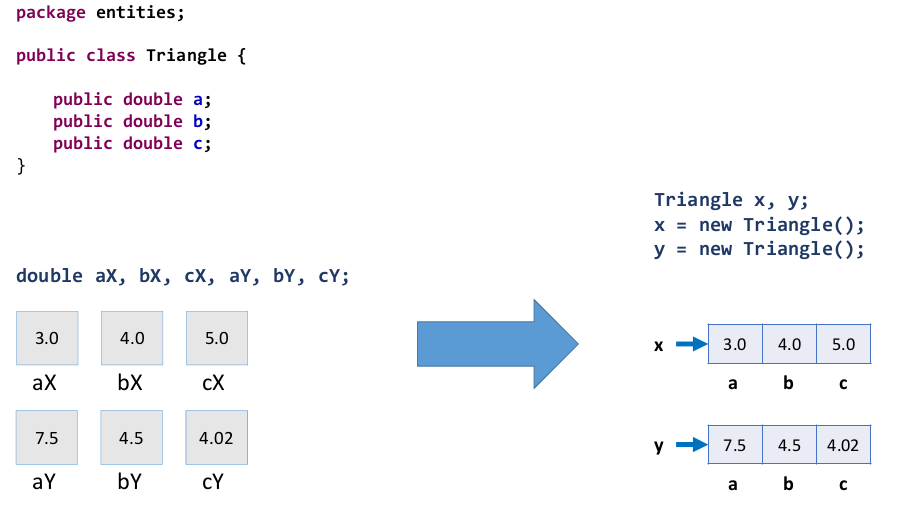 package entities;
public class Triangle {
public double a;
public double b;
public double c;
}
Triangle x, y;
x = new Triangle();
y = new Triangle();
double aX, bX, cX, aY, bY, cY;
3.0 4.0 5.0
aX bX cX
7.5 4.5 4.02
aY bY cY
x 3.0 4.0 5.0
a b c
y 7.5 4.5 4.02
a b c